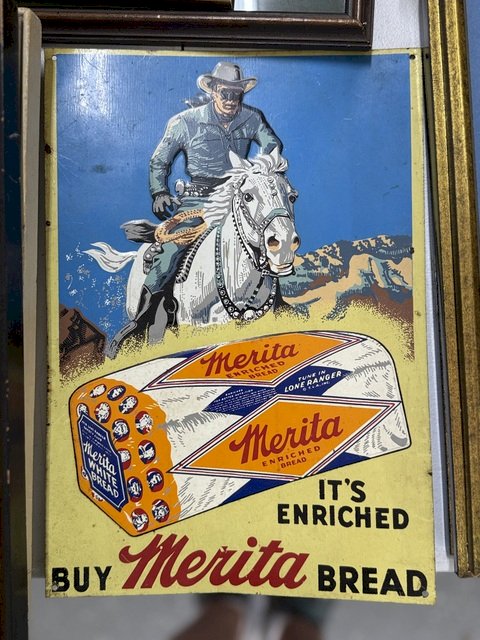 Merita
ENRICHED
BREAD
TUNE IN
LONE RANGER
Merita
ENRICHED
BREAD
Merita
WHITE
BREAD
IT'S
ENRICHED
BUY Merita BREAD